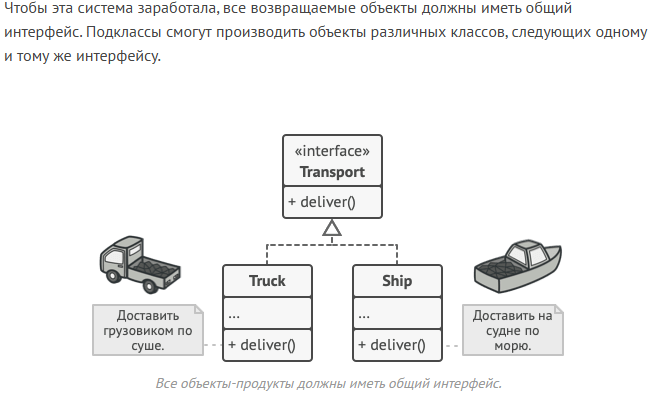 Чтобы эта система заработала, все возвращаемые объекты должны иметь общий
интерфейс. Подклассы смогут производить объекты различных классов, следующих одному
и тому же интерфейсу.
«interface»
Transport
+ deliver()
Truck
...
+ deliver()
Ship
...
+ deliver()
Доставить
грузовиком по
суше.
Доставить на
судне по
морю.
Все объекты-продукты должны иметь общий интерфейс.